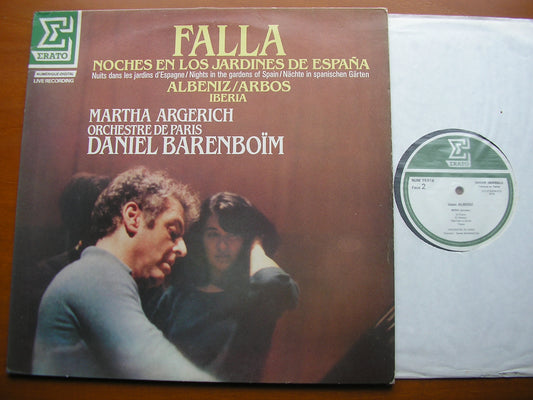 ERATO
NUMERIQUE-DIGITAL
LIVE RECORDING
FALLA
NOCHES EN LOS JARDINES DE ESPAÑA
Nuits dans les jardins d'Espagne/Nights in the gardens of Spain/Nächte in spanischen Gärten
ALBENIZ/ARBOS
IBERIA
MARTHA ARGERICH
ORCHESTRE DE PARIS
DANIEL BARENBOÏM
ERATO
Face 2
ALBENIZ